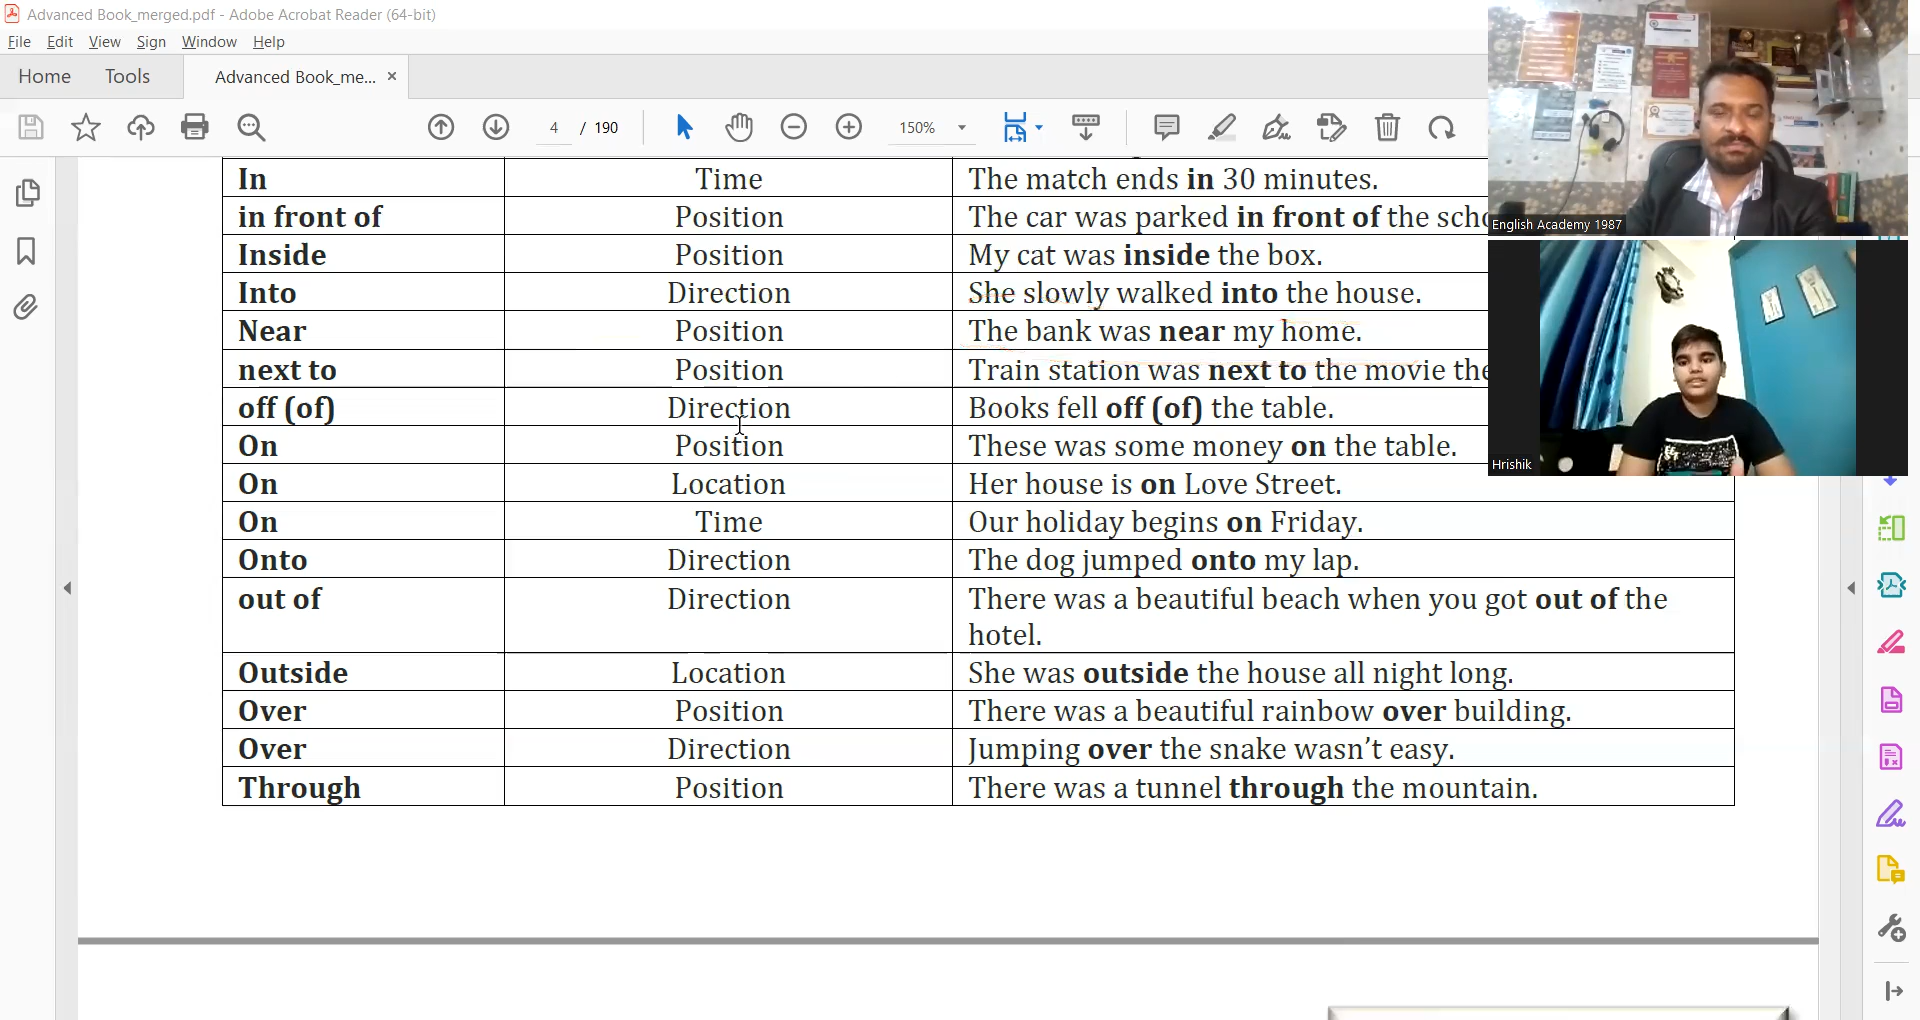 Advanced Book_merged.pdf - Adobe Acrobat Reader (64-bit)
File Edit View Sign Window Help
Home Tools Advanced Book_me... ×
4 / 190 150%
In Time The match ends in 30 minutes.
in front of Position The car was parked in front of the scho
Inside Position My cat was inside the box.
Into Direction She slowly walked into the house.
Near Position The bank was near my home.
next to Position Train station was next to the movie the
off (of) Direction Books fell off (of) the table.
On Position These was some money on the table.
On Location Her house is on Love Street.
On Time Our holiday begins on Friday.
Onto Direction The dog jumped onto my lap.
out of Direction There was a beautiful beach when you got out of the
hotel.
Outside Location She was outside the house all night long.
Over Position There was a beautiful rainbow over building.
Over Direction Jumping over the snake wasn’t easy.
Through Position There was a tunnel through the mountain.
English Academy 1987
Hrishik